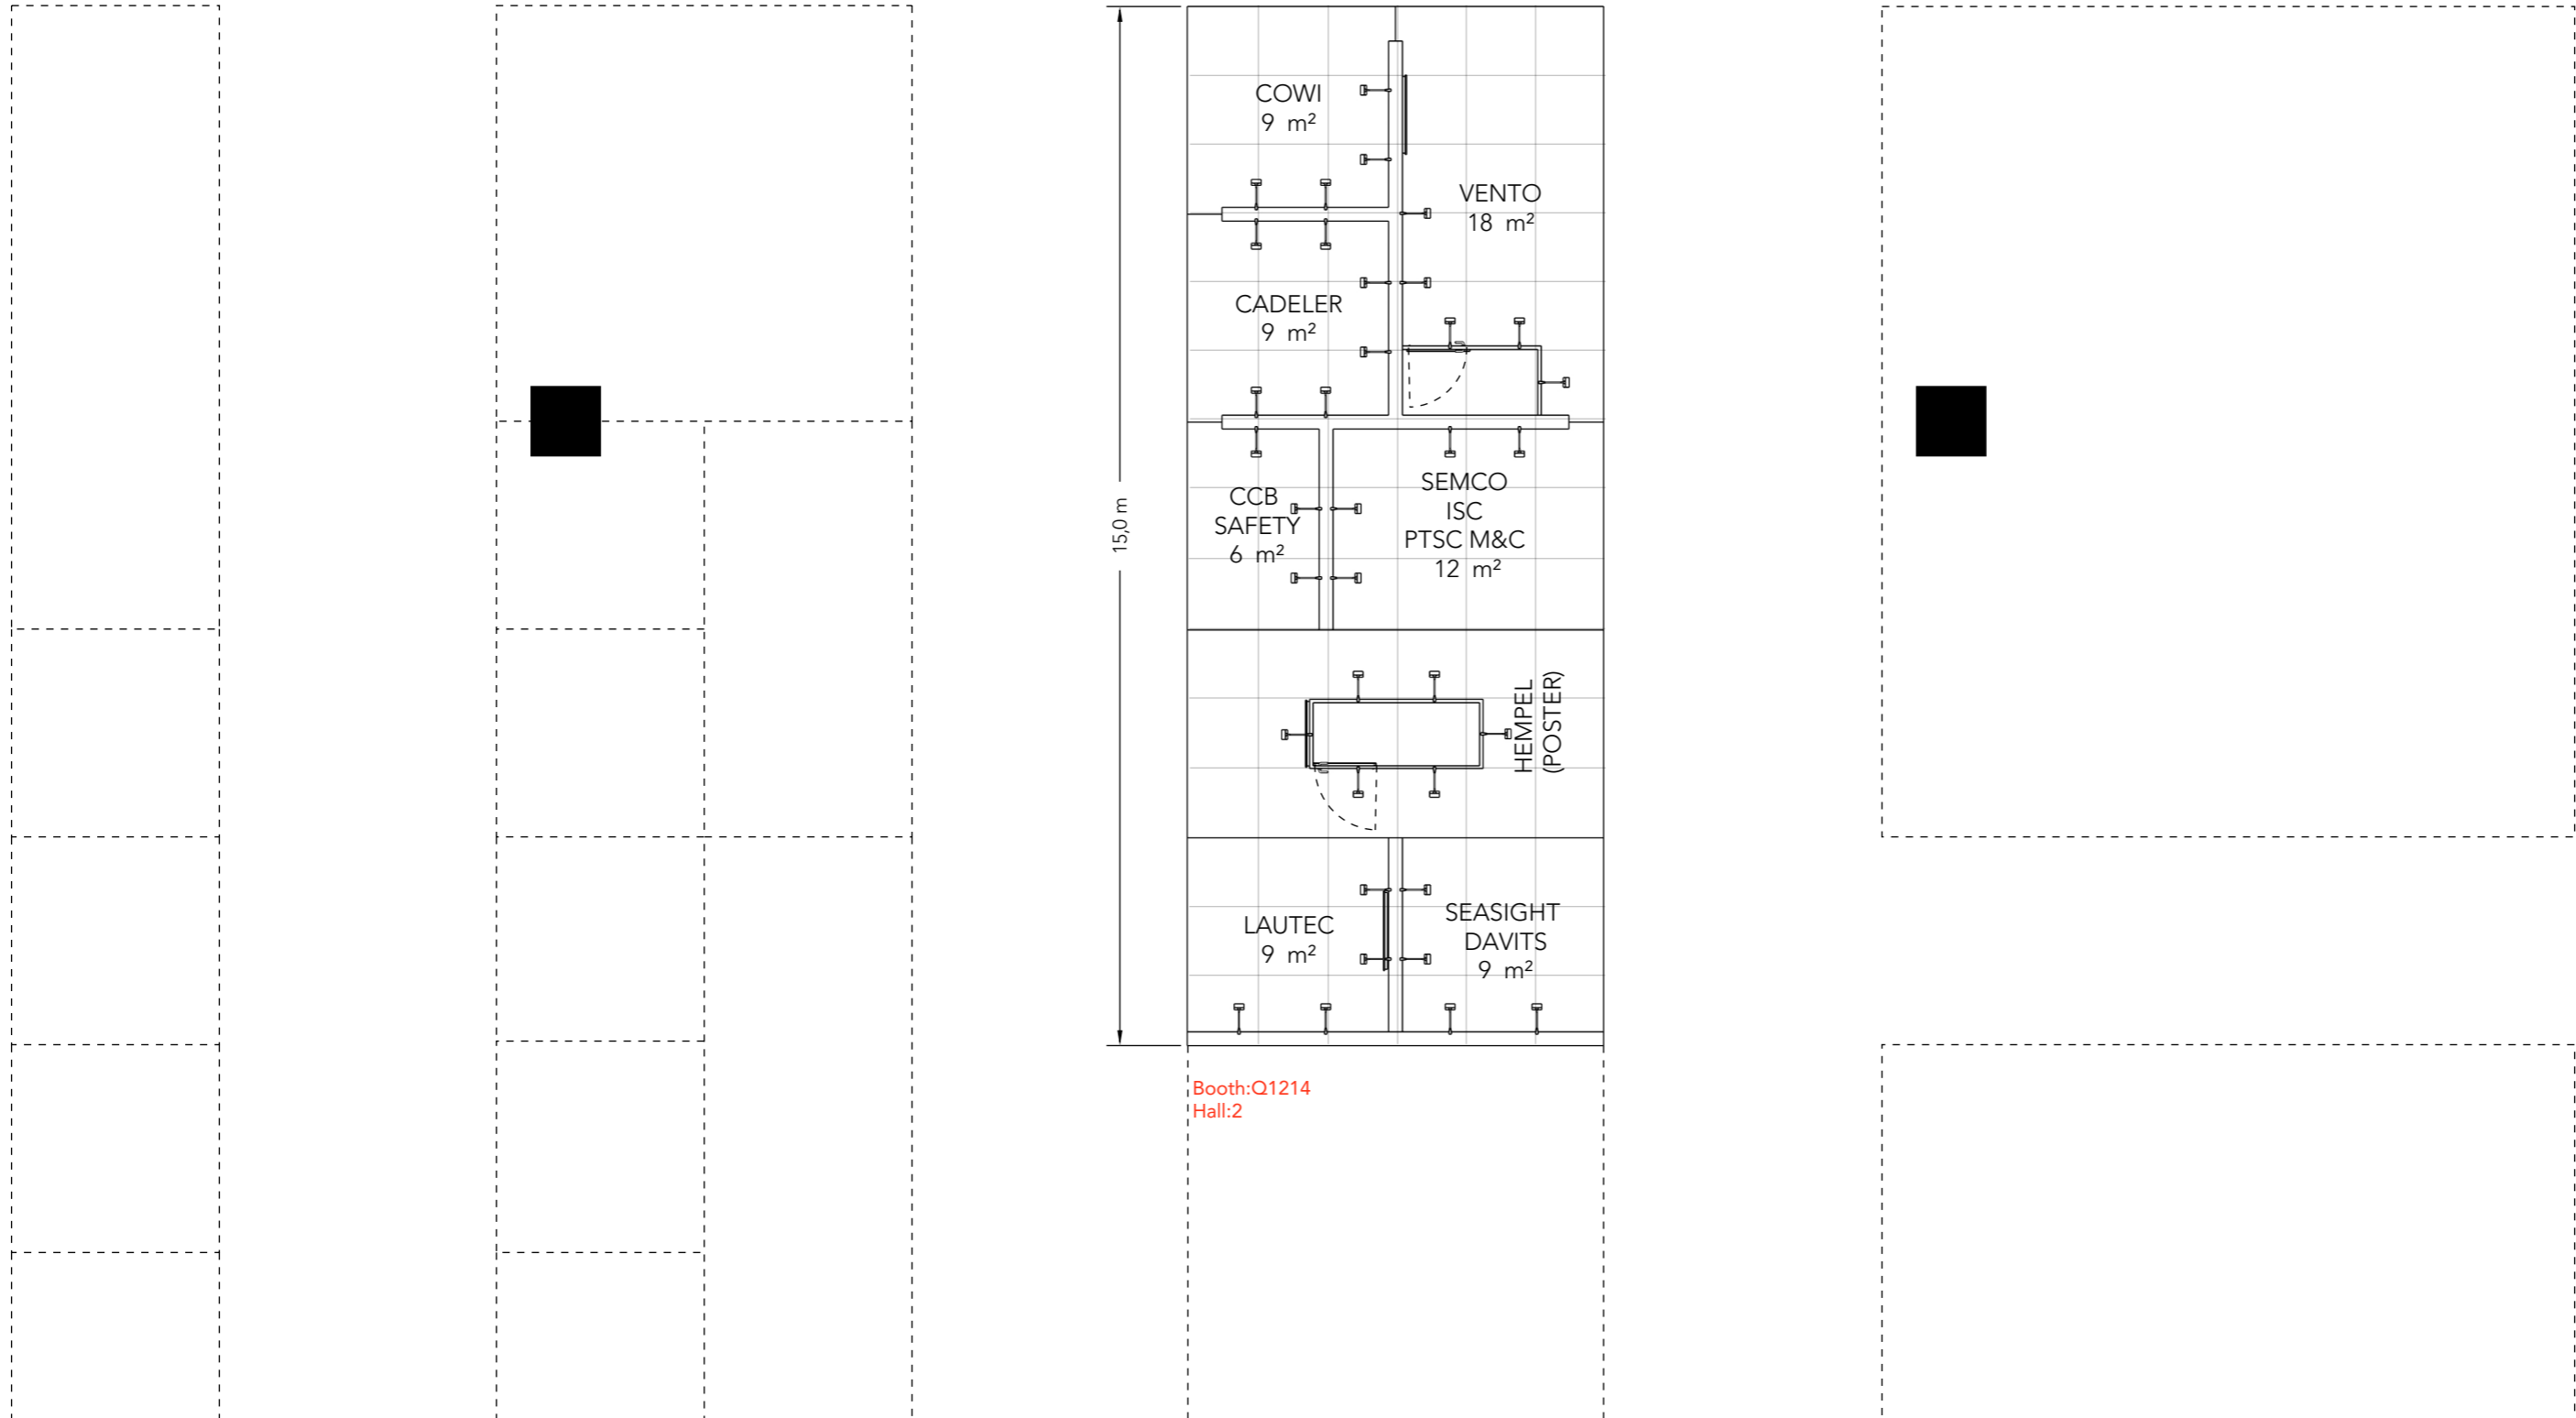 COWI
9 m²
VENTO
18 m²
CADELER
9 m²
CCB
SAFETY
6 m²
SEMCO
ISC
PTSC M&C
12 m²
15,0 m
HEMPEL
(POSTER)
LAUTEC
9 m²
SEASIGHT
DAVITS
9 m²
Booth:Q1214
Hall:2